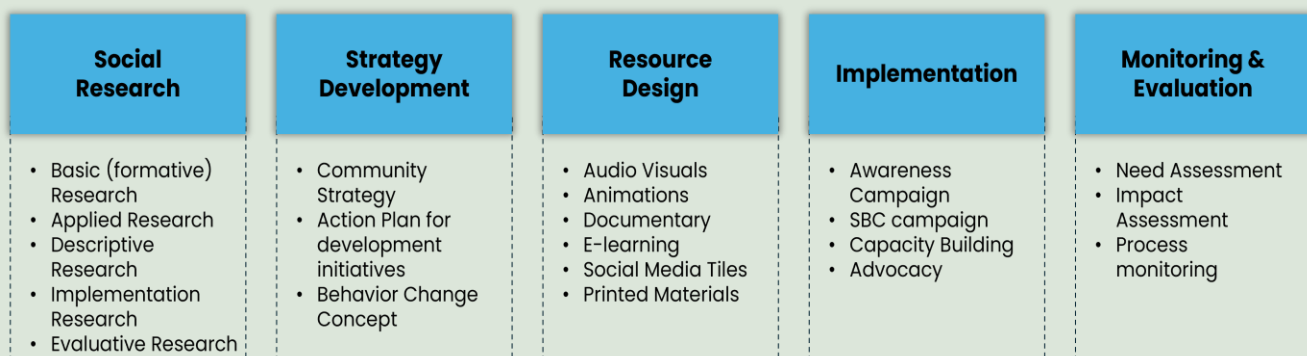 Social
Research
• Basic (formative)
Research
• Applied Research
• Descriptive
Research
• Implementation
Research
• Evaluative Research
Strategy
Development
• Community
Strategy
• Action Plan for
development
initiatives
• Behavior Change
Concept
Resource
Design
• Audio Visuals
• Animations
• Documentary
• E-learning
• Social Media Tiles
• Printed Materials
Implementation
• Awareness
Campaign
• SBC campaign
• Capacity Building
• Advocacy
Monitoring &
Evaluation
• Need Assessment
• Impact
Assessment
• Process
monitoring